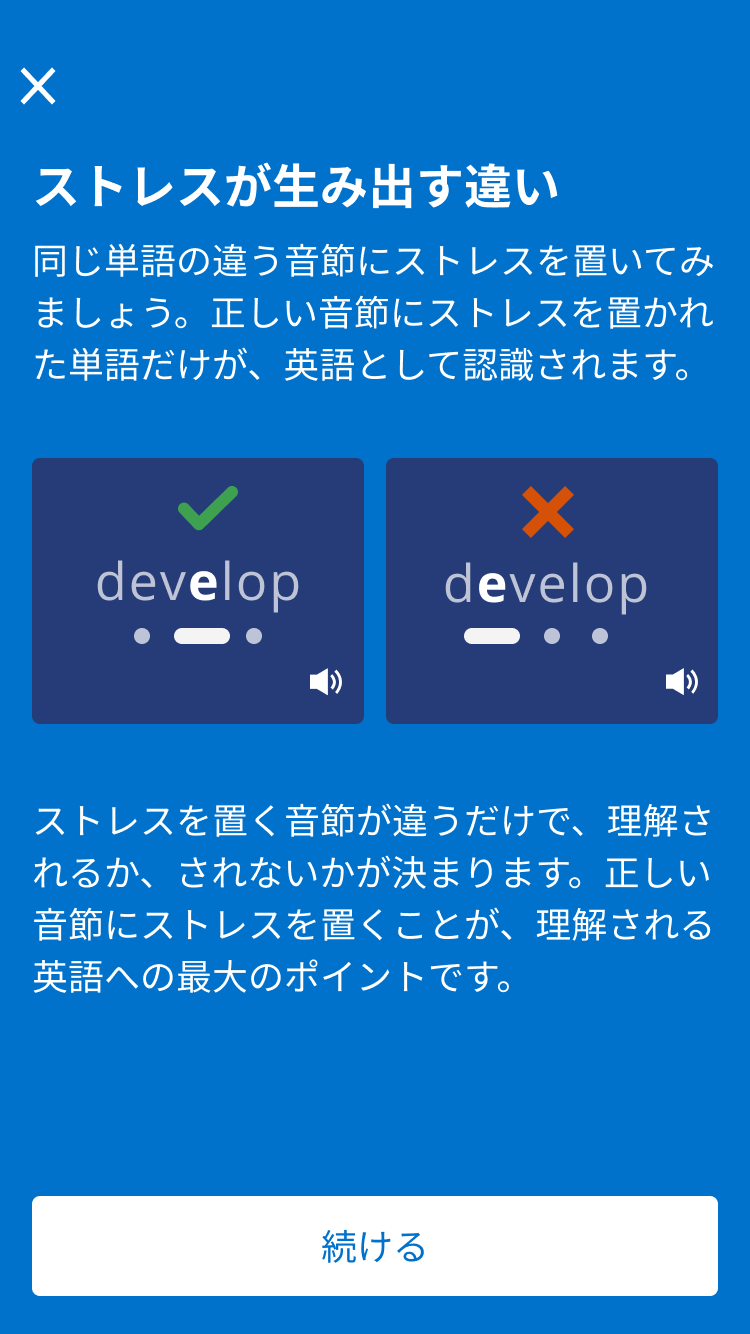 ストレスが生み出す違い
同じ単語の違う音節にストレスを置いてみ
ましょう。正しい音節にストレスを置かれ
た単語だけが、英語として認識されます。
develop
develop
ストレスを置く音節が違うだけで、理解さ
れるか、されないかが決まります。正しい
音節にストレスを置くことが、理解される
英語への最大のポイントです。
続ける